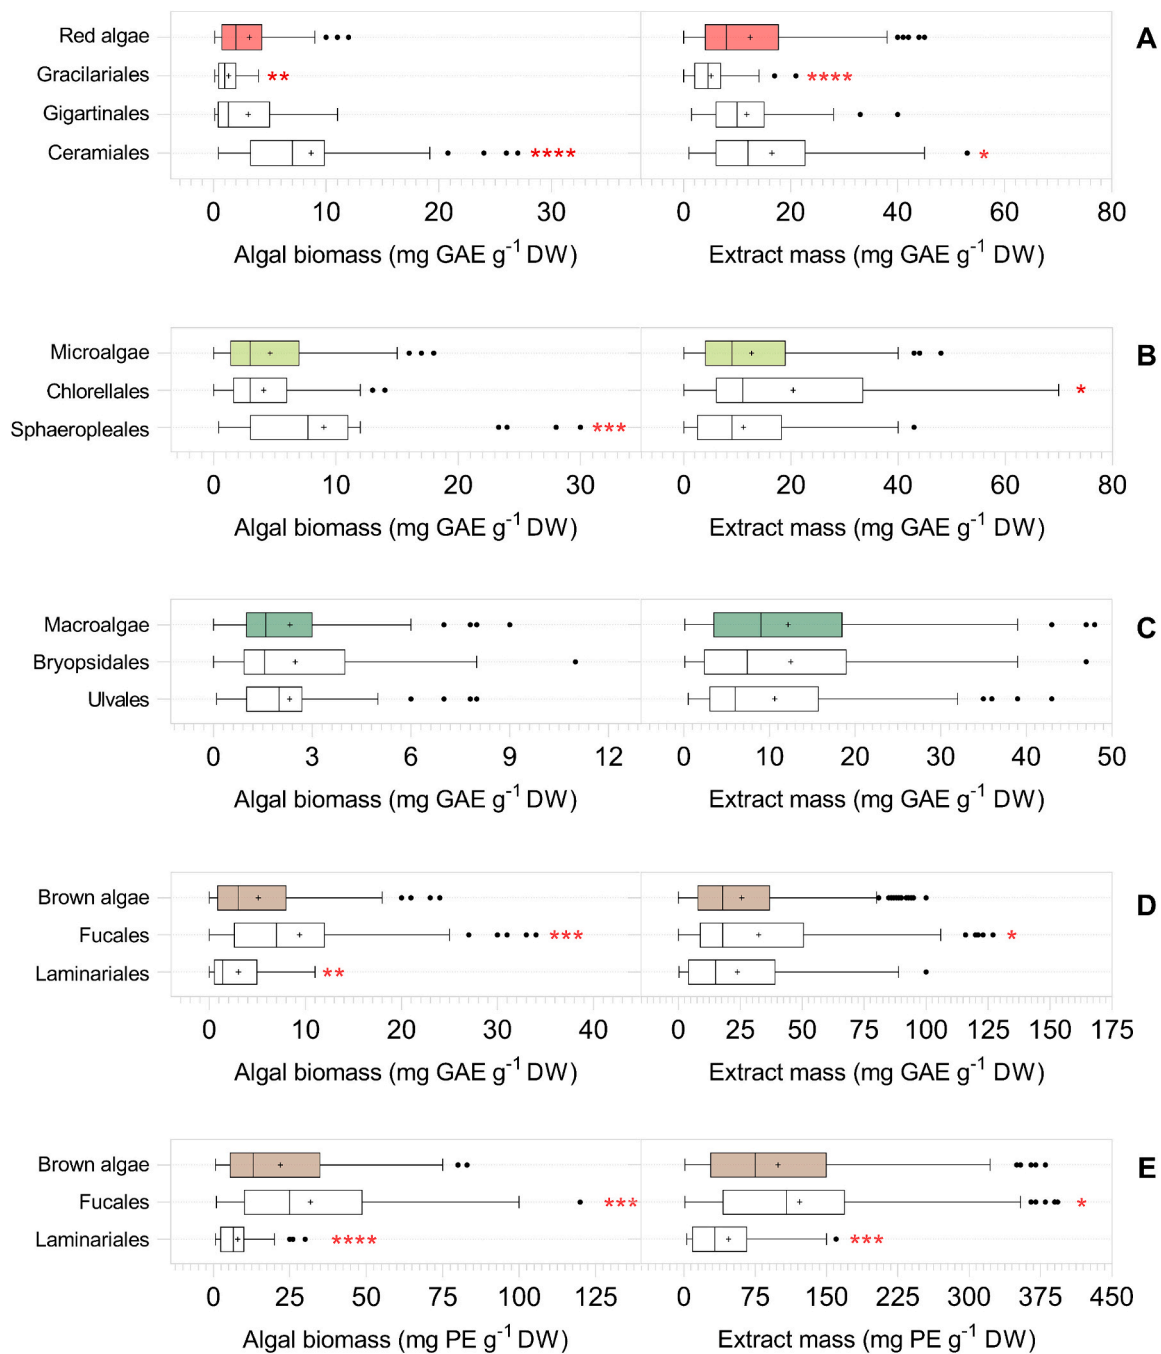 A
Red algae
Gracilariales ** ****
Gigartinales
Ceramiales **** *
0 10 20 30 0 20 40 60 80
Algal biomass (mg GAE g-1 DW) Extract mass (mg GAE g-1 DW)
B
Microalgae
Chlorellales *
Sphaeropleales ***
0 10 20 30 0 20 40 60 80
Algal biomass (mg GAE g-1 DW) Extract mass (mg GAE g-1 DW)
C
Macroalgae
Bryopsidales
Ulvales
0 3 6 9 12 0 10 20 30 40 50
Algal biomass (mg GAE g-1 DW) Extract mass (mg GAE g-1 DW)
D
Brown algae
Fucales *** *
Laminariales **
0 10 20 30 40 0 25 50 75 100 125 150 175
Algal biomass (mg GAE g-1 DW) Extract mass (mg GAE g-1 DW)
E
Brown algae
Fucales *** *
Laminariales **** ***
0 25 50 75 100 125 0 75 150 225 300 375 450
Algal biomass (mg PE g-1 DW) Extract mass (mg PE g-1 DW)